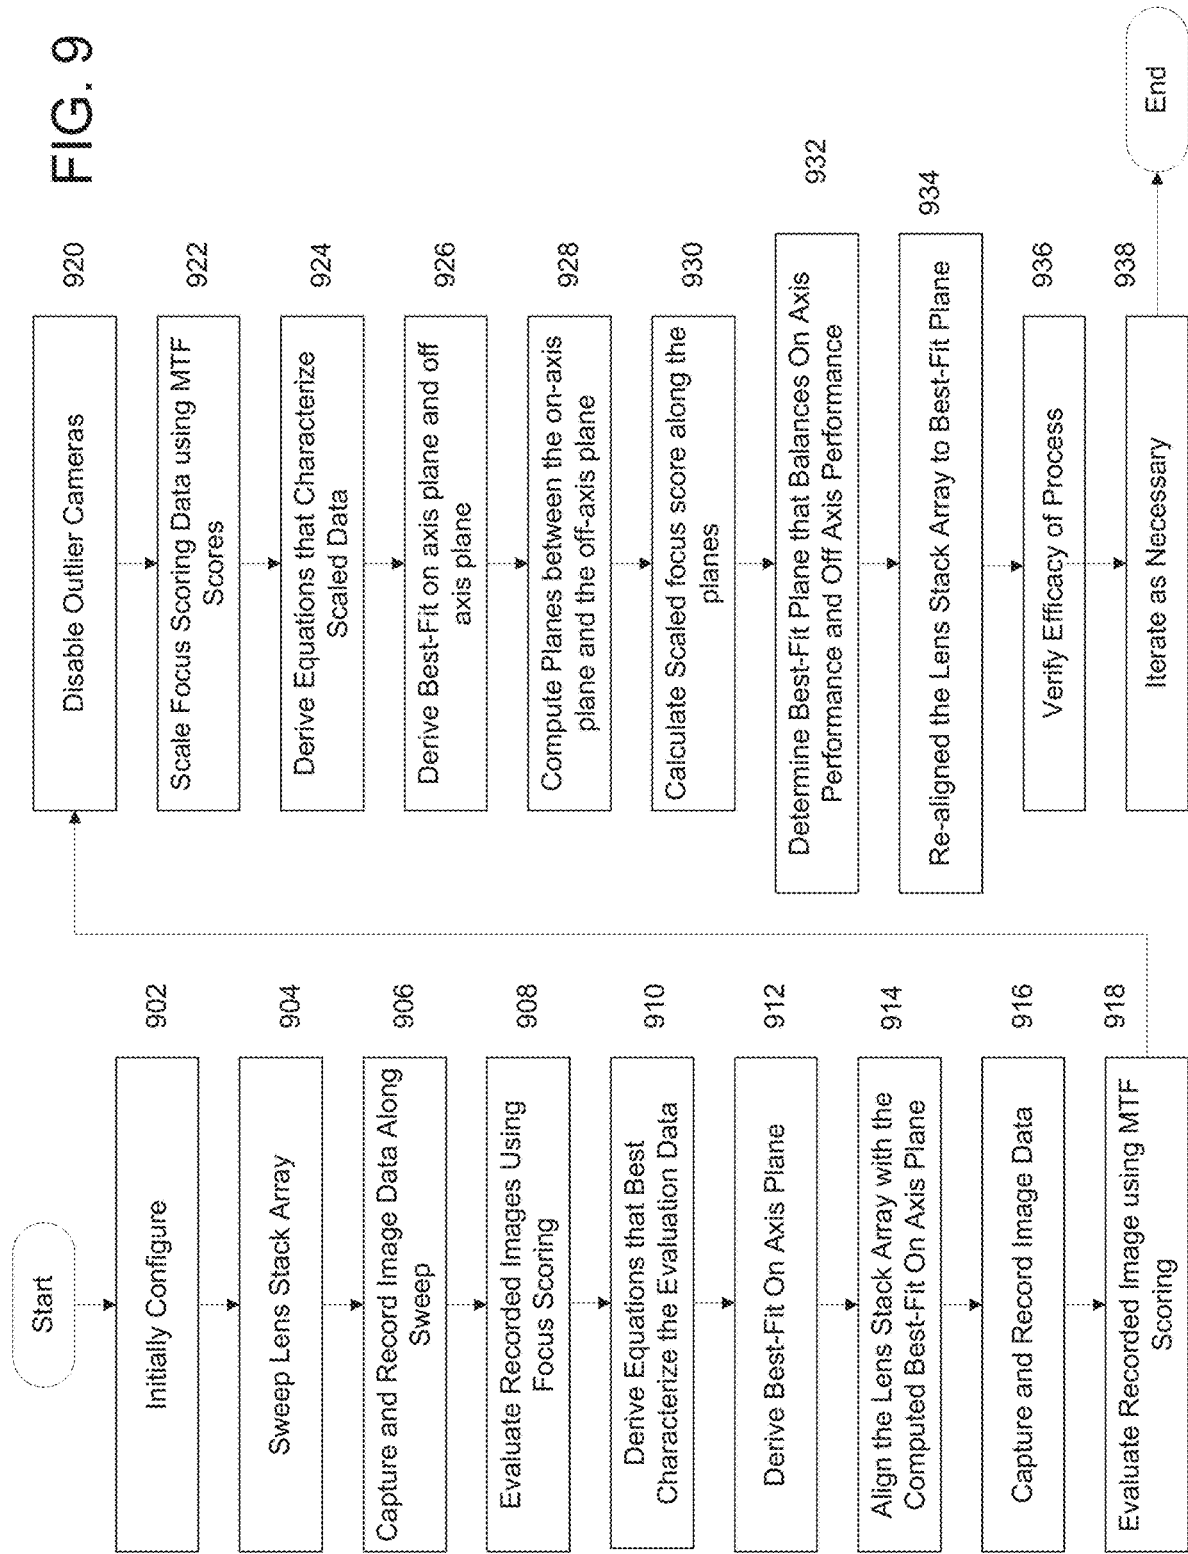 FIG. 9
Start
Initially Configure
902
Sweep Lens Stack Array
904
Capture and Record Image Data Along
Sweep
906
Evaluate Recorded Images Using
Focus Scoring
908
Derive Equations that Best
Characterize the Evaluation Data
910
Derive Best-Fit On Axis Plane
912
Align the Lens Stack Array with the
Computed Best-Fit On Axis Plane
914
Capture and Record Image Data
916
Evaluate Recorded Image using MTF
Scoring
918
Disable Outlier Cameras
920
Scale Focus Scoring Data using MTF
Scores
922
Derive Equations that Characterize
Scaled Data
924
Derive Best-Fit on axis plane and off
axis plane
926
Compute Planes between the on-axis
plane and the off-axis plane
928
Calculate Scaled focus score along the
planes
930
Determine Best-Fit Plane that Balances On Axis
Performance and Off Axis Performance
932
Re-aligned the Lens Stack Array to Best-Fit Plane
934
Verify Efficacy of Process
936
Iterate as Necessary
938
End